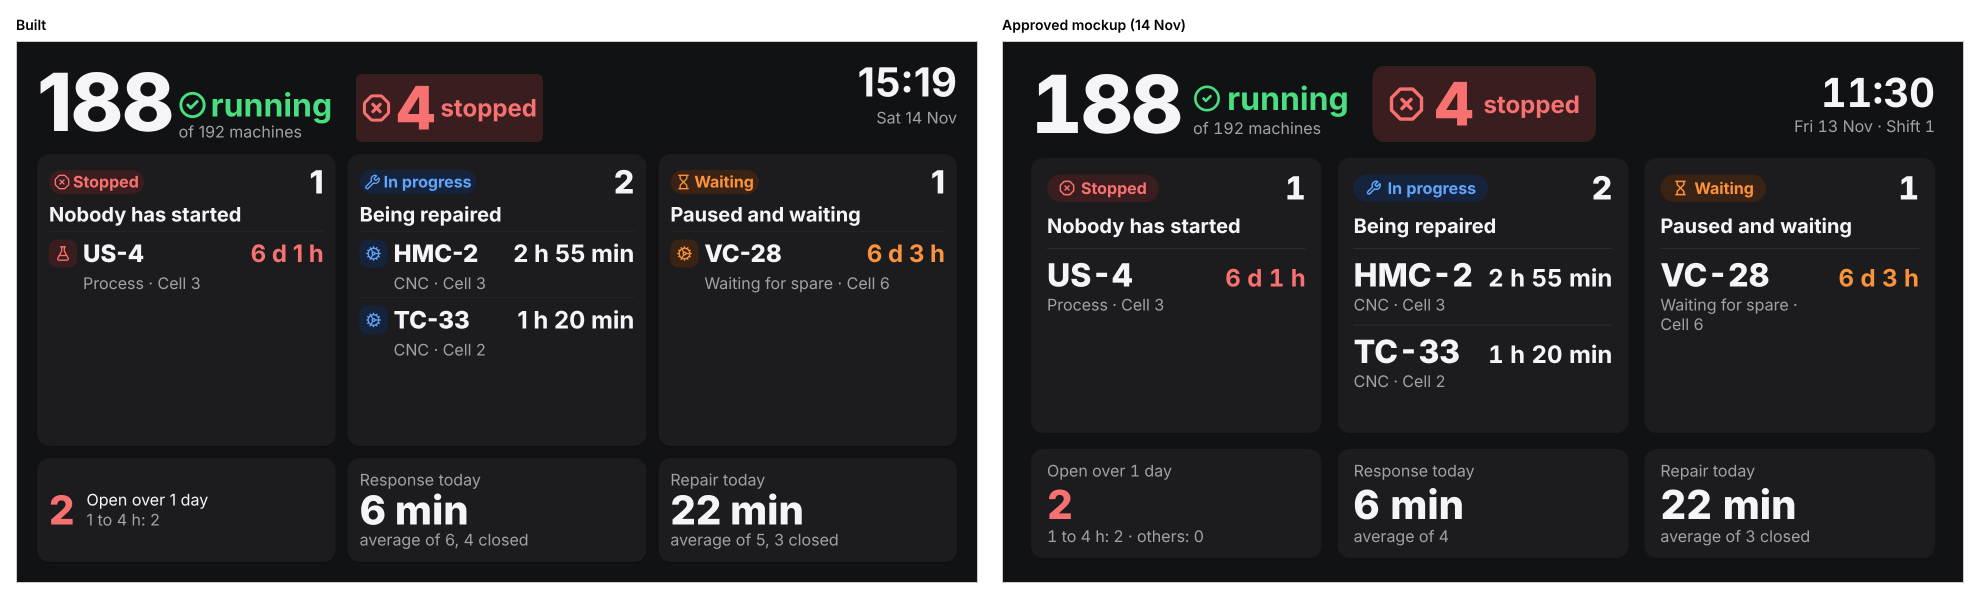 Built
188 running
of 192 machines
4 stopped
15:19
Sat 14 Nov
Stopped 1
Nobody has started
US-4 6 d 1 h
Process · Cell 3
In progress 2
Being repaired
HMC-2 2 h 55 min
CNC · Cell 3
TC-33 1 h 20 min
CNC · Cell 2
Waiting 1
Paused and waiting
VC-28 6 d 3 h
Waiting for spare · Cell 6
2 Open over 1 day
1 to 4 h: 2
Response today
6 min
average of 6, 4 closed
Repair today
22 min
average of 5, 3 closed
Approved mockup (14 Nov)
188 running
of 192 machines
4 stopped
11:30
Fri 13 Nov · Shift 1
Stopped 1
Nobody has started
US-4 6 d 1 h
Process · Cell 3
In progress 2
Being repaired
HMC-2 2 h 55 min
CNC · Cell 3
TC-33 1 h 20 min
CNC · Cell 2
Waiting 1
Paused and waiting
VC-28 6 d 3 h
Waiting for spare ·
Cell 6
Open over 1 day
2
1 to 4 h: 2 · others: 0
Response today
6 min
average of 4
Repair today
22 min
average of 3 closed